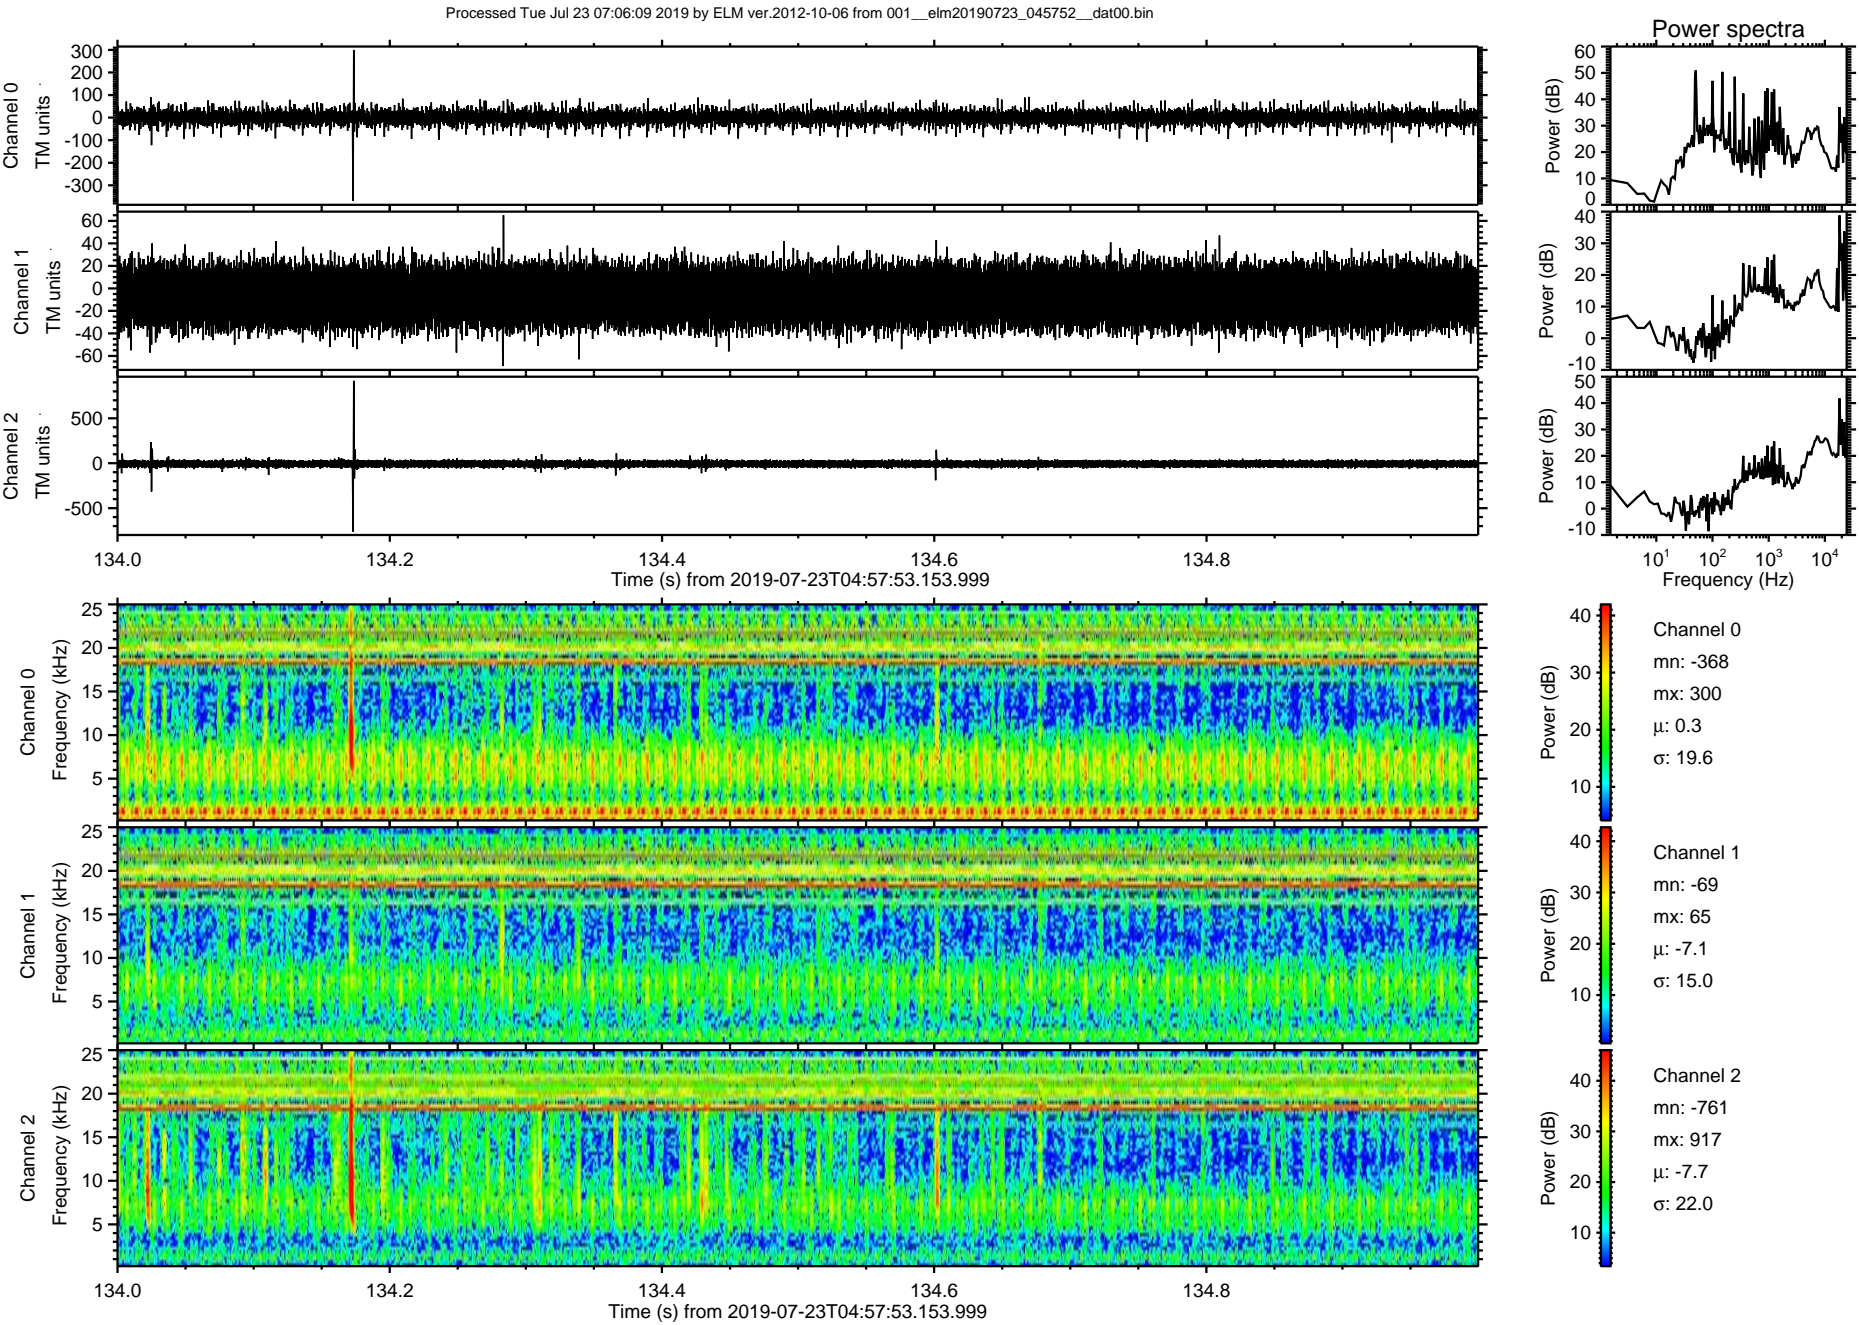 Processed Tue Jul 23 07:06:09 2019 by ELM ver.2012-10-06 from 001__elm20190723_045752__dat00.bin
Power spectra
Channel 0
TM units
300
200
100
0
-100
-200
-300
Power (dB)
60
50
40
30
20
10
0
Channel 1
TM units
60
40
20
0
-20
-40
-60
Power (dB)
40
30
20
10
0
-10
Channel 2
TM units
500
0
-500
Power (dB)
50
40
30
20
10
0
-10
134.0 134.2 134.4 134.6 134.8
Time (s) from 2019-07-23T04:57:53.153.999
10¹ 10² 10³ 10⁴
Frequency (Hz)
Channel 0
Frequency (kHz)
25
20
15
10
5
Power (dB)
40
30
20
10
Channel 0
mn: -368
mx: 300
µ: 0.3
σ: 19.6
Channel 1
Frequency (kHz)
25
20
15
10
5
Power (dB)
40
30
20
10
Channel 1
mn: -69
mx: 65
µ: -7.1
σ: 15.0
Channel 2
Frequency (kHz)
25
20
15
10
5
Power (dB)
40
30
20
10
Channel 2
mn: -761
mx: 917
µ: -7.7
σ: 22.0
134.0 134.2 134.4 134.6 134.8
Time (s) from 2019-07-23T04:57:53.153.999